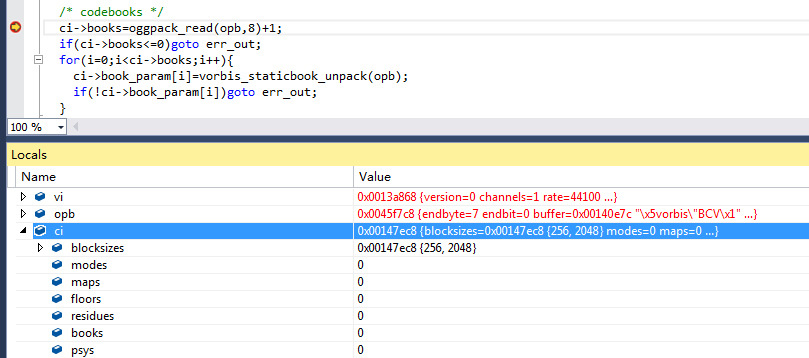 /* codebooks */
ci->books=oggpack_read(opb,8)+1;
if(ci->books<=0)goto err_out;
for(i=0;i<ci->books;i++){
ci->book_param[i]=vorbis_staticbook_unpack(opb);
if(!ci->book_param[i])goto err_out;
}
100 %
Locals
Name Value
vi 0x0013a868 {version=0 channels=1 rate=44100 ...}
opb 0x0045f7c8 {endbyte=7 endbit=0 buffer=0x00140e7c "\x5vorbis\"BCV\x1" ...}
ci 0x00147ec8 {blocksizes=0x00147ec8 {256, 2048} modes=0 maps=0 ...}
blocksizes 0x00147ec8 {256, 2048}
modes 0
maps 0
floors 0
residues 0
books 0
psys 0